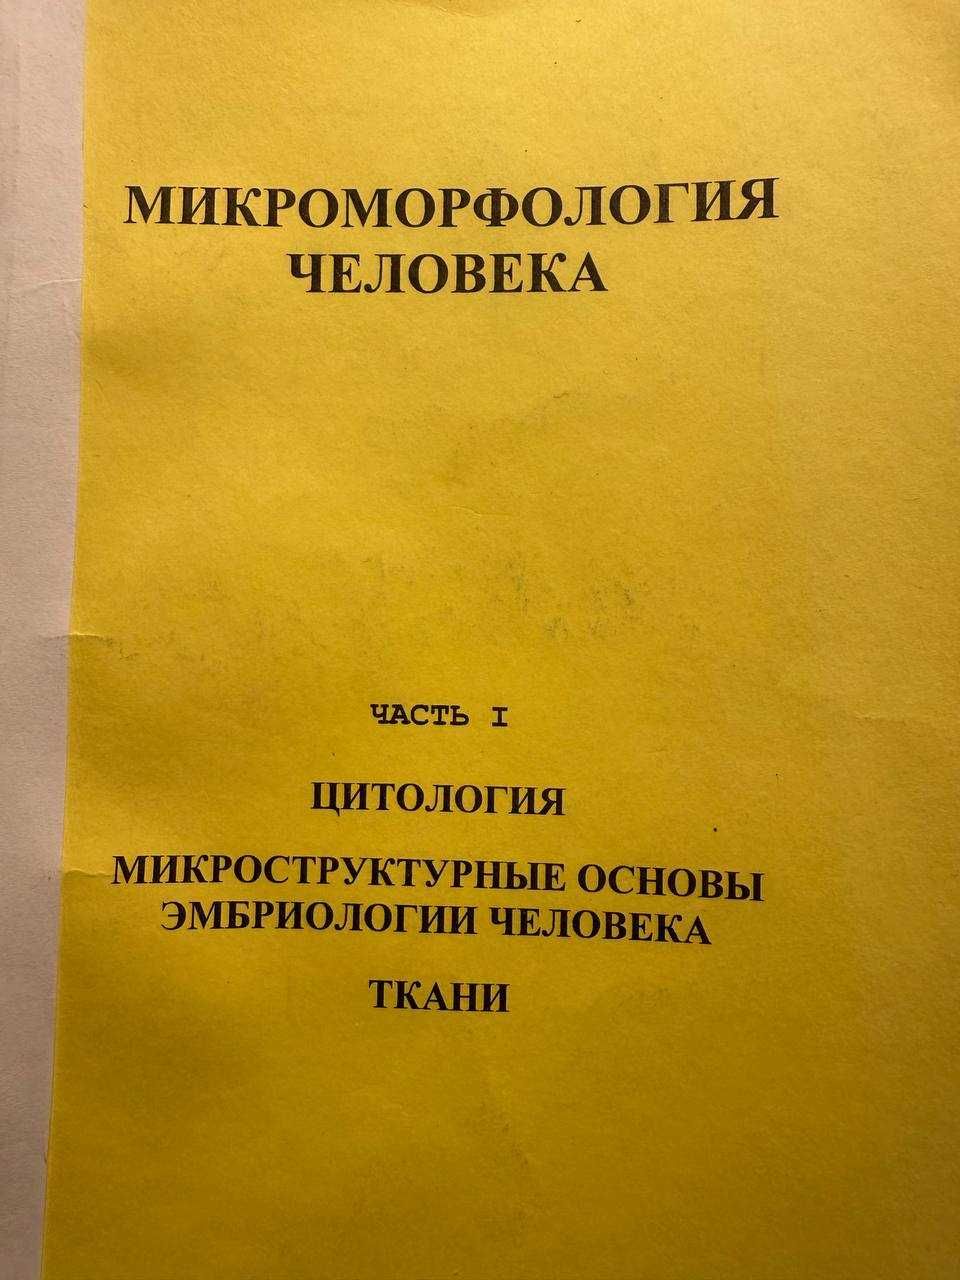 МИКРОМОРФОЛОГИЯ
ЧЕЛОВЕКА
ЧАСТЬ I
ЦИТОЛОГИЯ
МИКРОСТРУКТУРНЫЕ ОСНОВЫ
ЭМБРИОЛОГИИ ЧЕЛОВЕКА
ТКАНИ